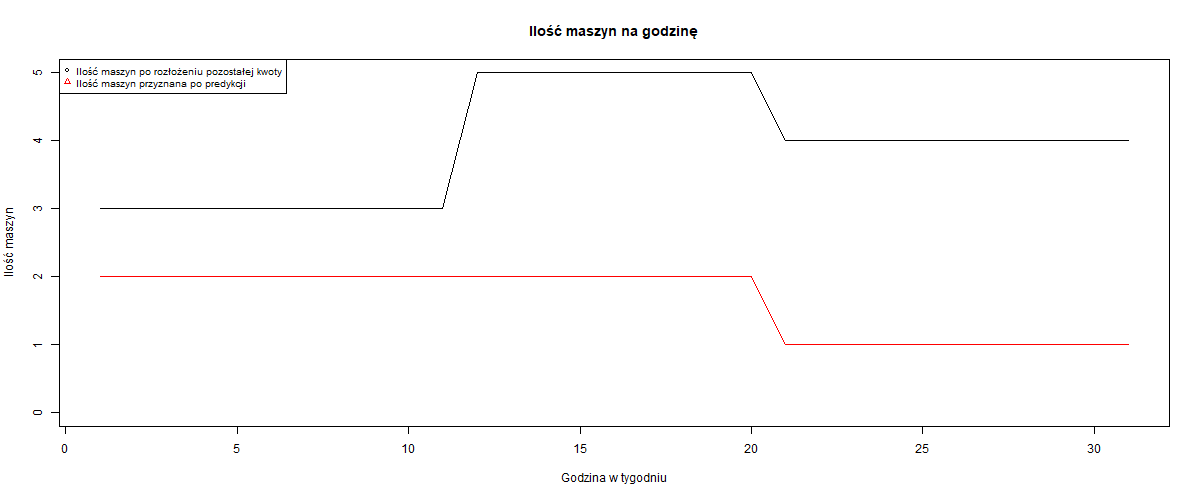 Ilość maszyn na godzinę
Ilość maszyn po rozłożeniu pozostałej kwoty
Ilość maszyn przyznana po predykcji
Ilość maszyn
5
4
3
2
1
0
0 5 10 15 20 25 30
Godzina w tygodniu